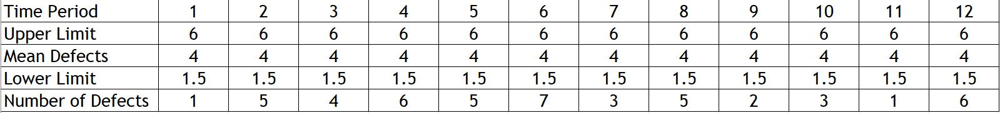 Time Period 1 2 3 4 5 6 7 8 9 10 11 12
Upper Limit 6 6 6 6 6 6 6 6 6 6 6 6
Mean Defects 4 4 4 4 4 4 4 4 4 4 4 4
Lower Limit 1.5 1.5 1.5 1.5 1.5 1.5 1.5 1.5 1.5 1.5 1.5 1.5
Number of Defects 1 5 4 6 5 7 3 5 2 3 1 6